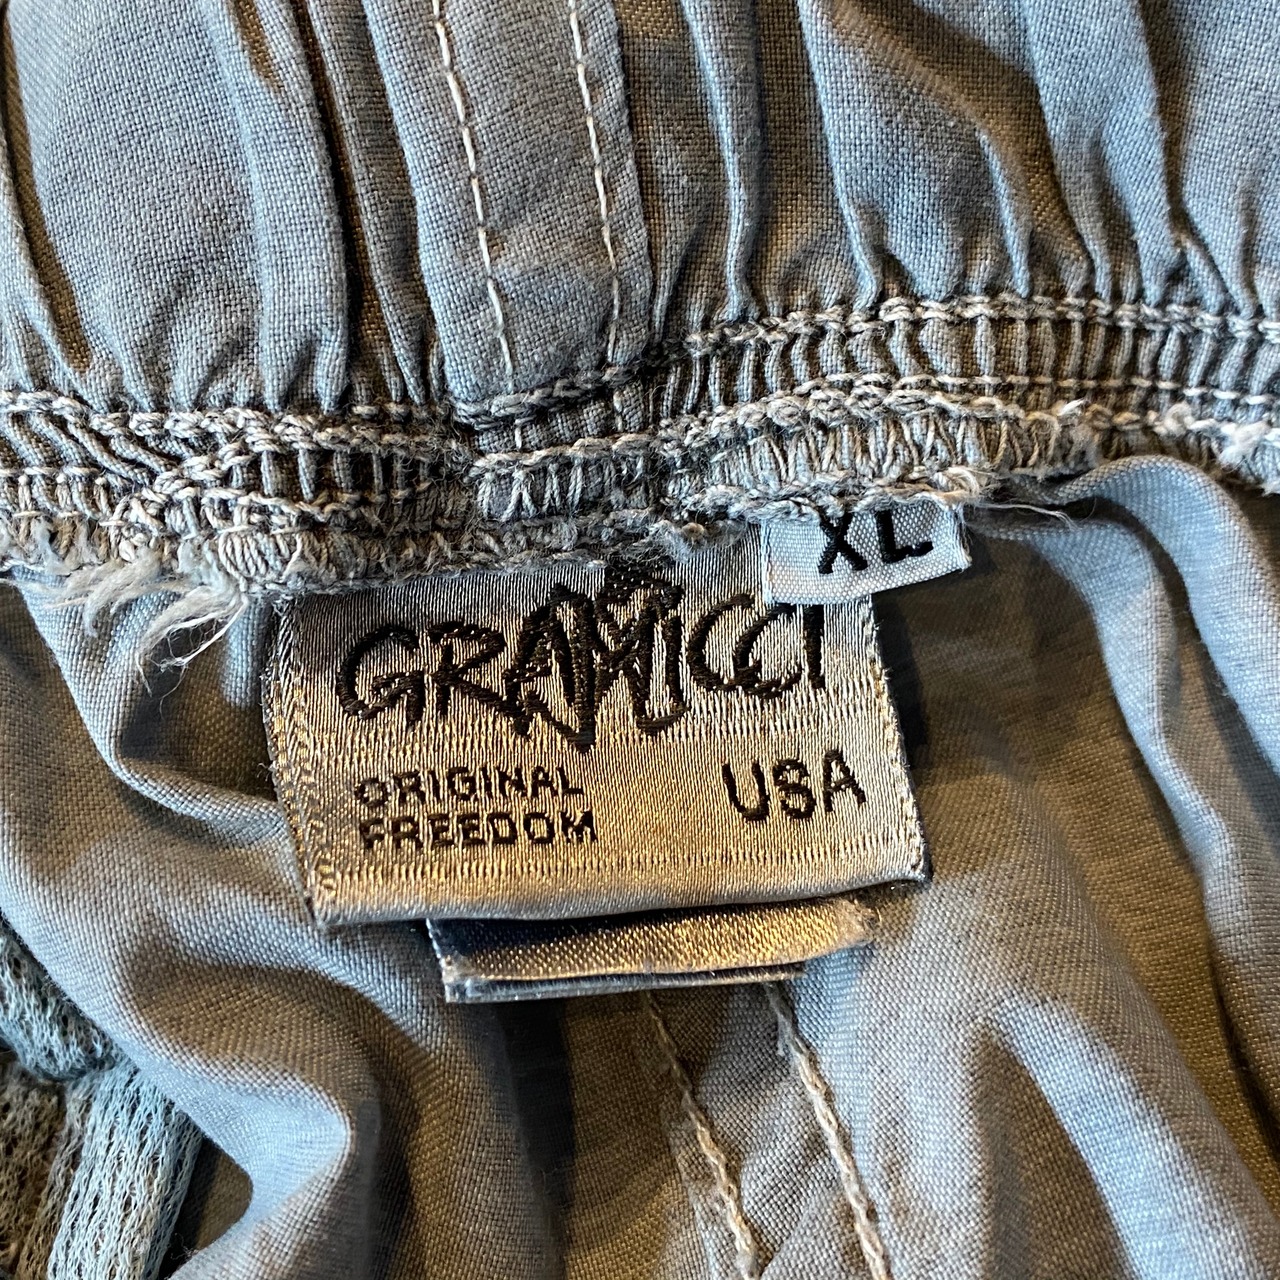 XL
GRAMICCI
ORIGINAL
FREEDOM
USA